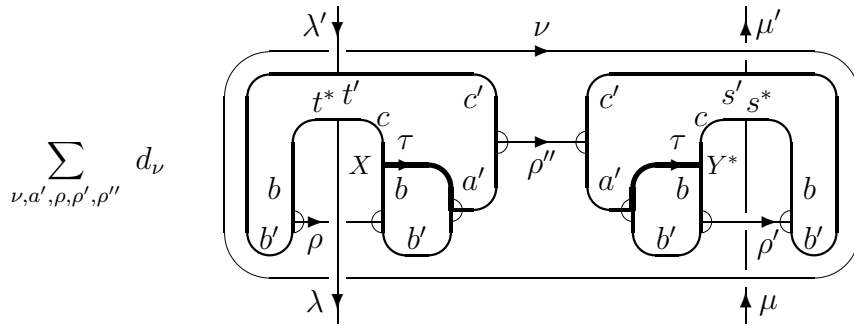 λ′ ν μ′
t* t′ c c′ c′ s′ s* c
∑ d_ν X τ ρ″ τ Y*
b b a′ a′ b b
ν,a′,ρ,ρ′,ρ″
b′ ρ b′ b′ ρ′ b′
λ μ